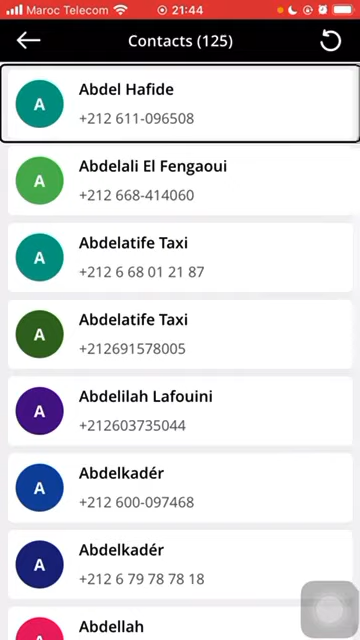 Maroc Telecom
21:44
Contacts (125)
A
Abdel Hafide
+212 611-096508
A
Abdelali El Fengaoui
+212 668-414060
A
Abdelatife Taxi
+212 6 68 01 21 87
A
Abdelatife Taxi
+212691578005
A
Abdelilah Lafouini
+212603735044
A
Abdelkadér
+212 600-097468
A
Abdelkadér
+212 6 79 78 78 18
A
Abdellah